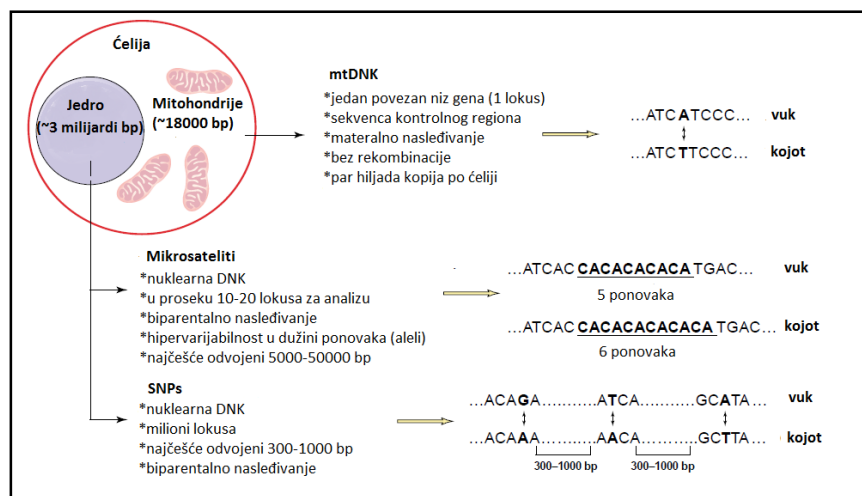 Ćelija
Jedro
(~3 milijardi bp)
Mitohondrije
(~18000 bp)
mtDNK
*jedan povezan niz gena (1 lokus)
*sekvenca kontrolnog regiona
*materalno nasleđivanje
*bez rekombinacije
*par hiljada kopija po ćeliji
...ATCATCCC... vuk
...ATCTTCCC... kojot
Mikrosateliti
*nuklearna DNK
*u proseku 10-20 lokusa za analizu
*biparentalno nasleđivanje
*hipervarijabilnost u dužini ponovaka (aleli)
*najčešće odvojeni 5000-50000 bp
...ATCAC CACACACACA TGAC... vuk
5 ponovaka
...ATCAC CACACACACACA TGAC... kojot
6 ponovaka
SNPs
*nuklearna DNK
*milioni lokusa
*najčešće odvojeni 300-1000 bp
*biparentalno nasleđivanje
...ACAGA..........ATCA..........GCATA... vuk
...ACAAA..........AACA..........GCTTA... kojot
300–1000 bp 300–1000 bp